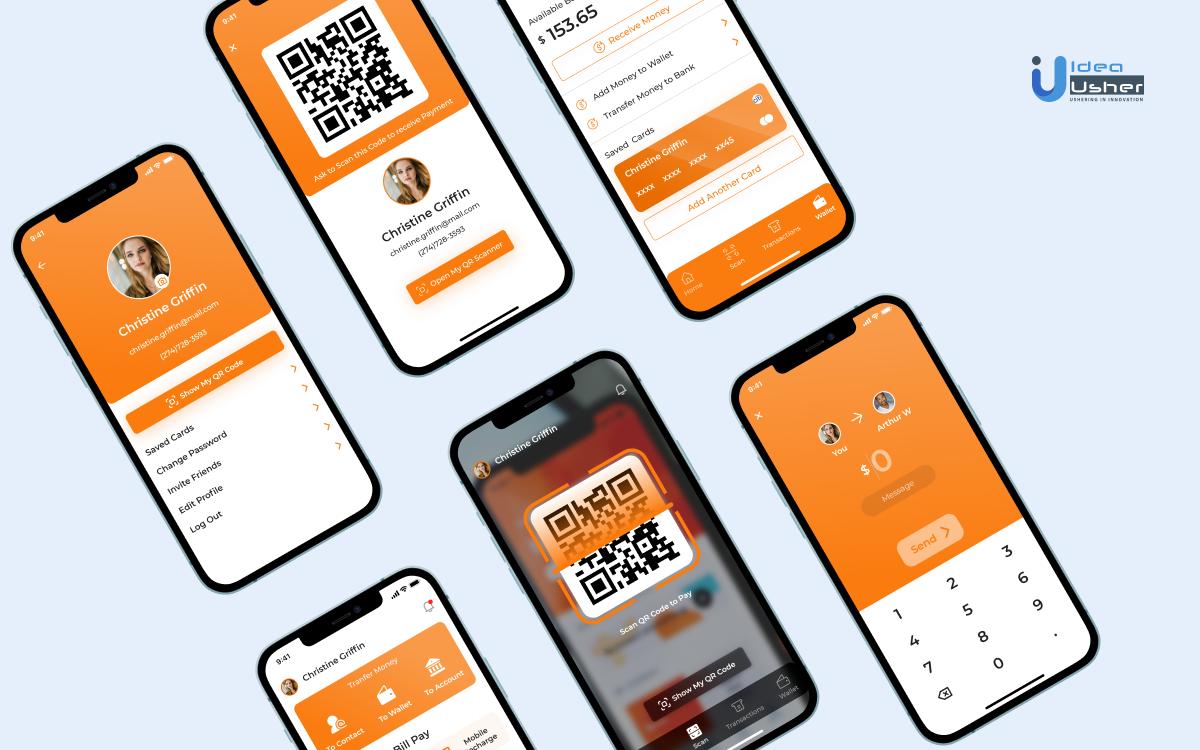 Idea
Usher
USHERING IN INNOVATION
9:41
Ask to Scan this Code to receive Payment
Christine Griffin
christine.griffin@mail.com
(274)728-3593
Open My QR Scanner
$ 153.65
Receive Money
Add Money to Wallet
Transfer Money to Bank
Saved Cards
Christine Griffin
xxxx xxxx xxxx xx45
Add Another Card
Home
Scan
Transactions
Wallet
9:41
Christine Griffin
christine.griffin@mail.com
(274)728-3593
Show My QR Code
Saved Cards
Change Password
Invite Friends
Edit Profile
Log Out
Christine Griffin
Scan QR Code to Pay
Show My QR Code
Scan
Transactions
Wallet
9:41
You
Arthur W
$ 0
Message
Send
1 2 3
4 5 6
7 8 9
0 .
9:41
Christine Griffin
Tranfer Money
To Contact
To Wallet
To Account
Bill Pay
Mobile